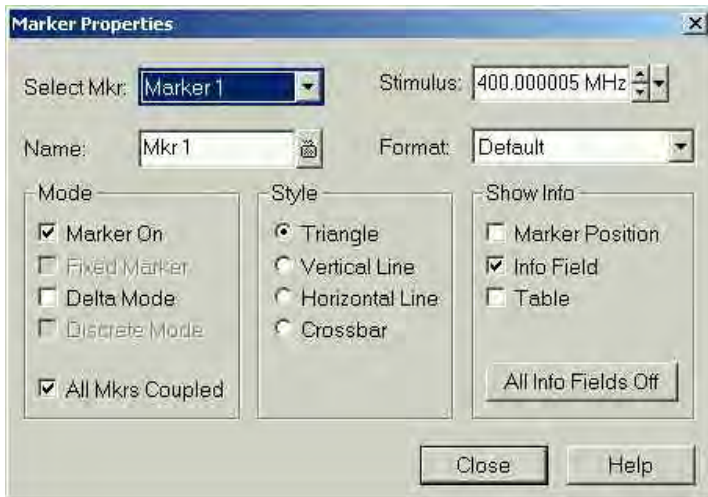 Marker Properties
Select Mkr: Marker 1
Stimulus: 400.000005 MHz
Name: Mkr 1
Format: Default
Mode
Marker On
Fixed Marker
Delta Mode
Discrete Mode
All Mkrs Coupled
Style
Triangle
Vertical Line
Horizontal Line
Crossbar
Show Info
Marker Position
Info Field
Table
All Info Fields Off
Close
Help